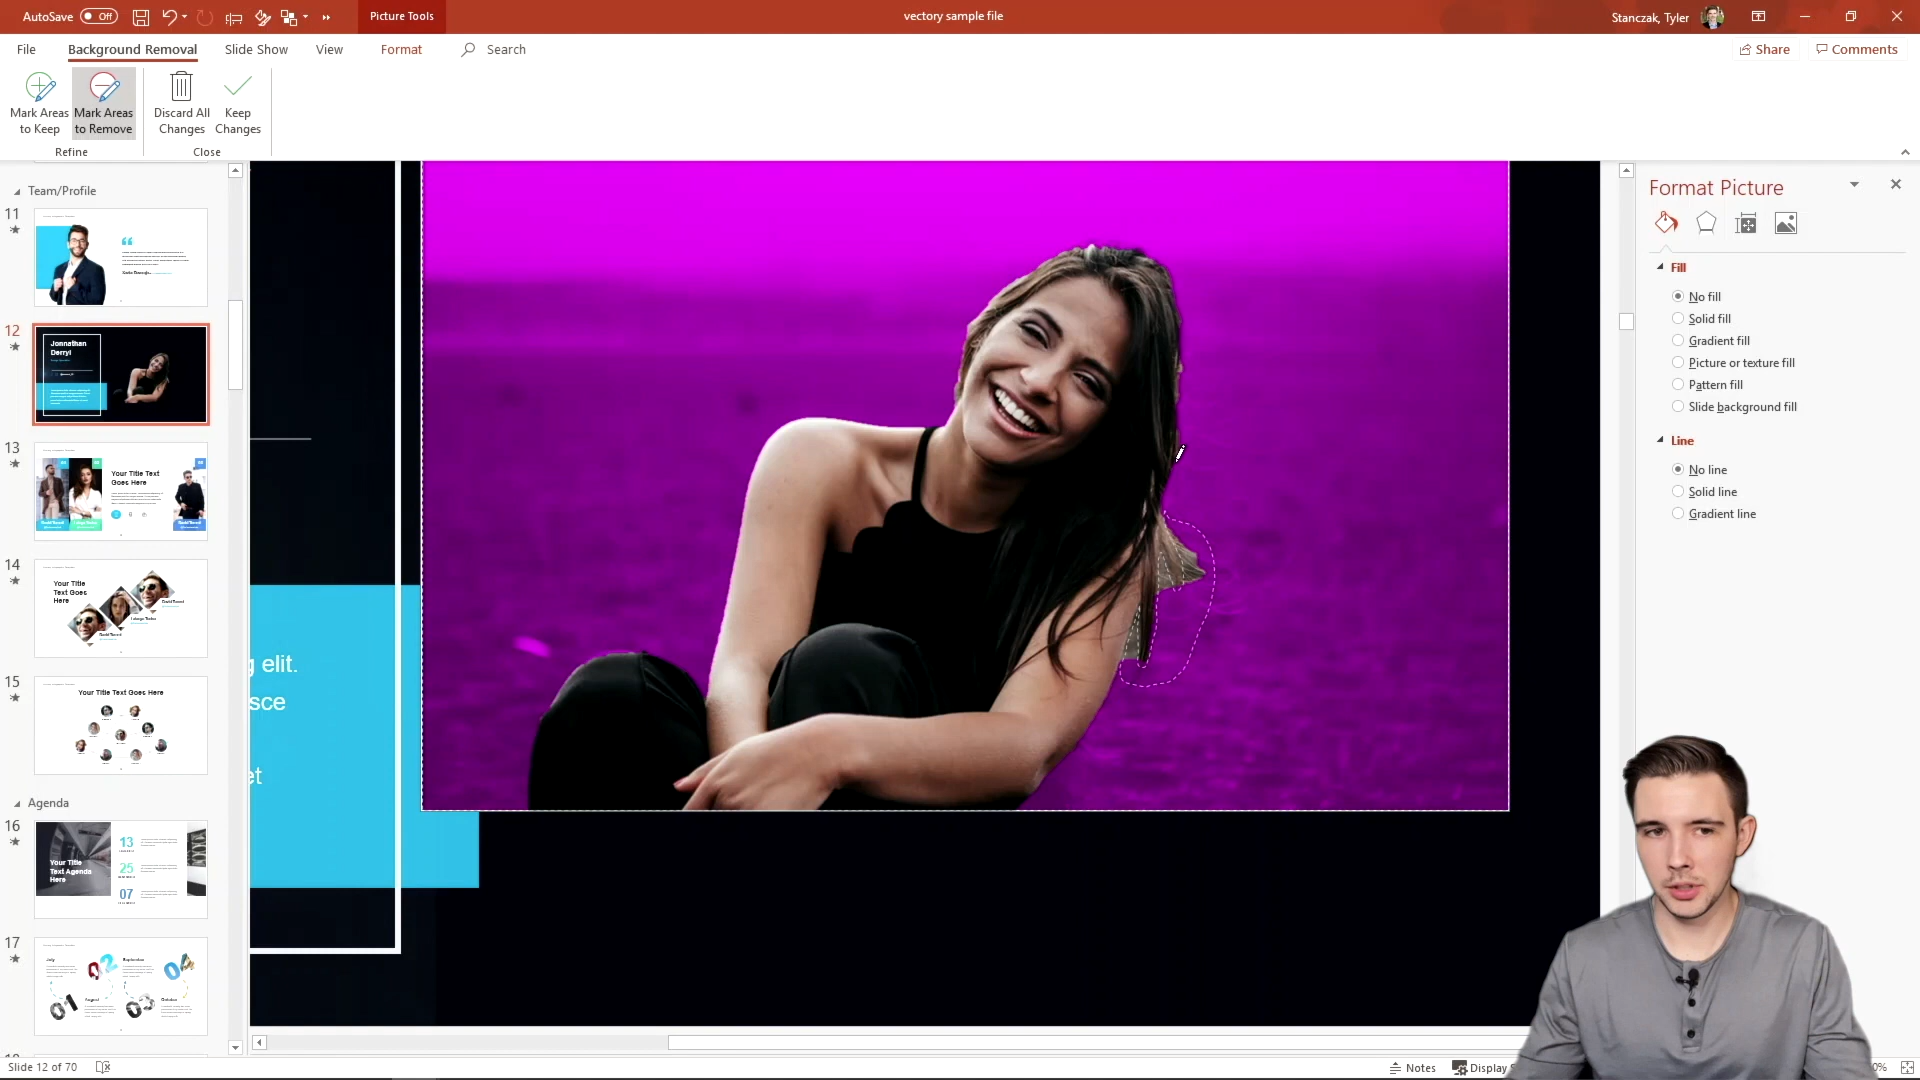 AutoSave Off
Picture Tools
vectory sample file
Stanczak, Tyler
File
Background Removal
Slide Show
View
Format
Search
Share
Comments
Mark Areas to Keep
Mark Areas to Remove
Discard All Changes
Keep Changes
Refine
Close
Team/Profile
11
12
Jonnathan
Derryl
13
Your Title Text
Goes Here
14
Your Title
Text Goes
Here
15
Your Title Text Goes Here
Agenda
16
Your Title
Text Agenda
Here
13
25
07
17
July
September
August
October
elit.
sce
et
Format Picture
Fill
No fill
Solid fill
Gradient fill
Picture or texture fill
Pattern fill
Slide background fill
Line
No line
Solid line
Gradient line
Slide 12 of 70
Notes
Display
0%